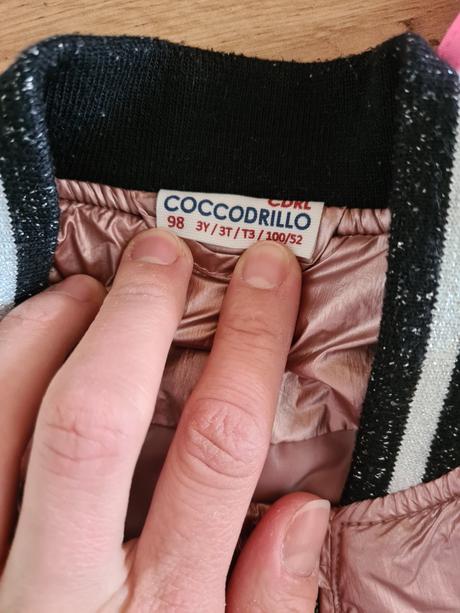 CDRL
COCCODRILLO
98 3Y / 3T / T3 / 100/52